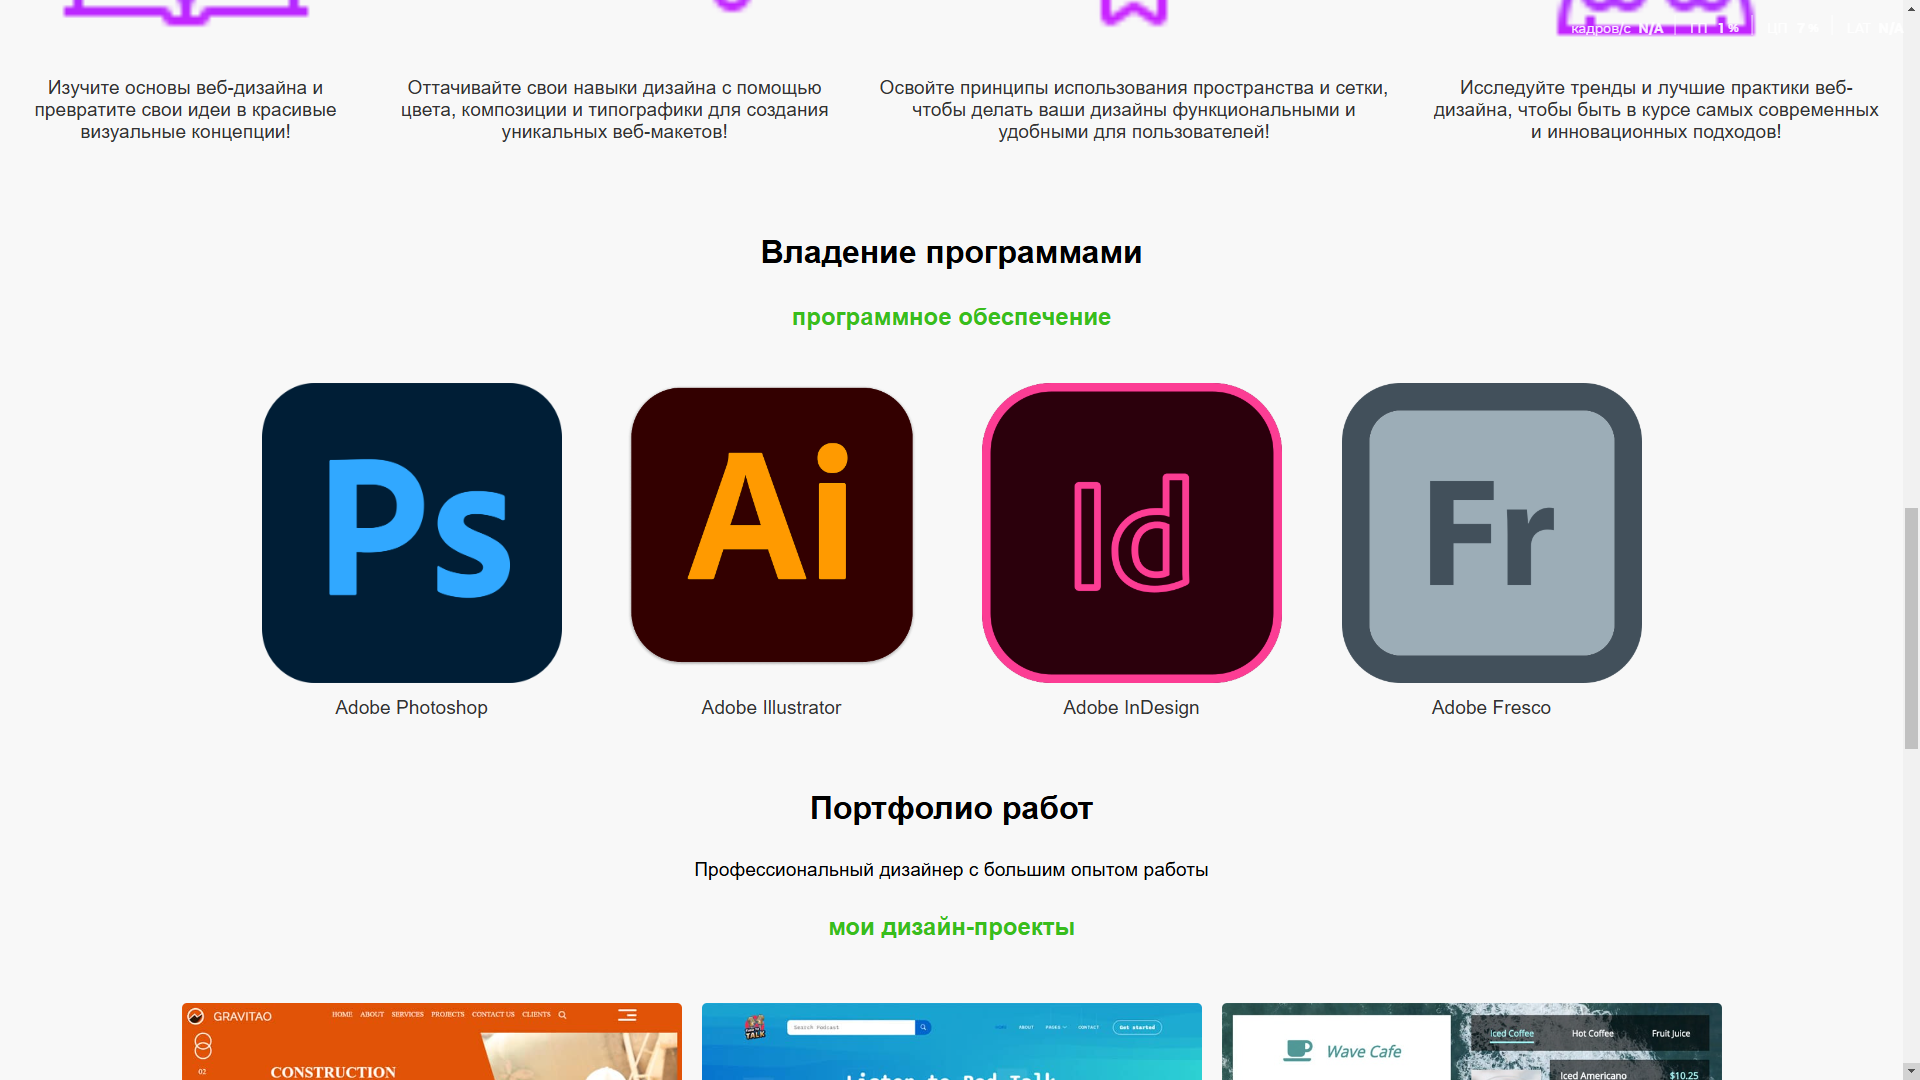 кадров/с N/A ГП 1 % ЦП 7 % LAT N/A
Изучите основы веб-дизайна и
превратите свои идеи в красивые
визуальные концепции!
Оттачивайте свои навыки дизайна с помощью
цвета, композиции и типографики для создания
уникальных веб-макетов!
Освойте принципы использования пространства и сетки,
чтобы делать ваши дизайны функциональными и
удобными для пользователей!
Исследуйте тренды и лучшие практики веб-
дизайна, чтобы быть в курсе самых современных
и инновационных подходов!
Владение программами
программное обеспечение
Ps
Ai
Id
Fr
Adobe Photoshop
Adobe Illustrator
Adobe InDesign
Adobe Fresco
Портфолио работ
Профессиональный дизайнер с большим опытом работы
мои дизайн-проекты
GRAVITAO
HOME ABOUT SERVICES PROJECTS CONTACT US CLIENTS
02
CONSTRUCTION
TALK
Search Podcast
HOME ABOUT PAGES CONTACT
Get started
Listen to Pod Talk
Wave Cafe
Iced Coffee Hot Coffee Fruit Juice
Iced Americano $10.25